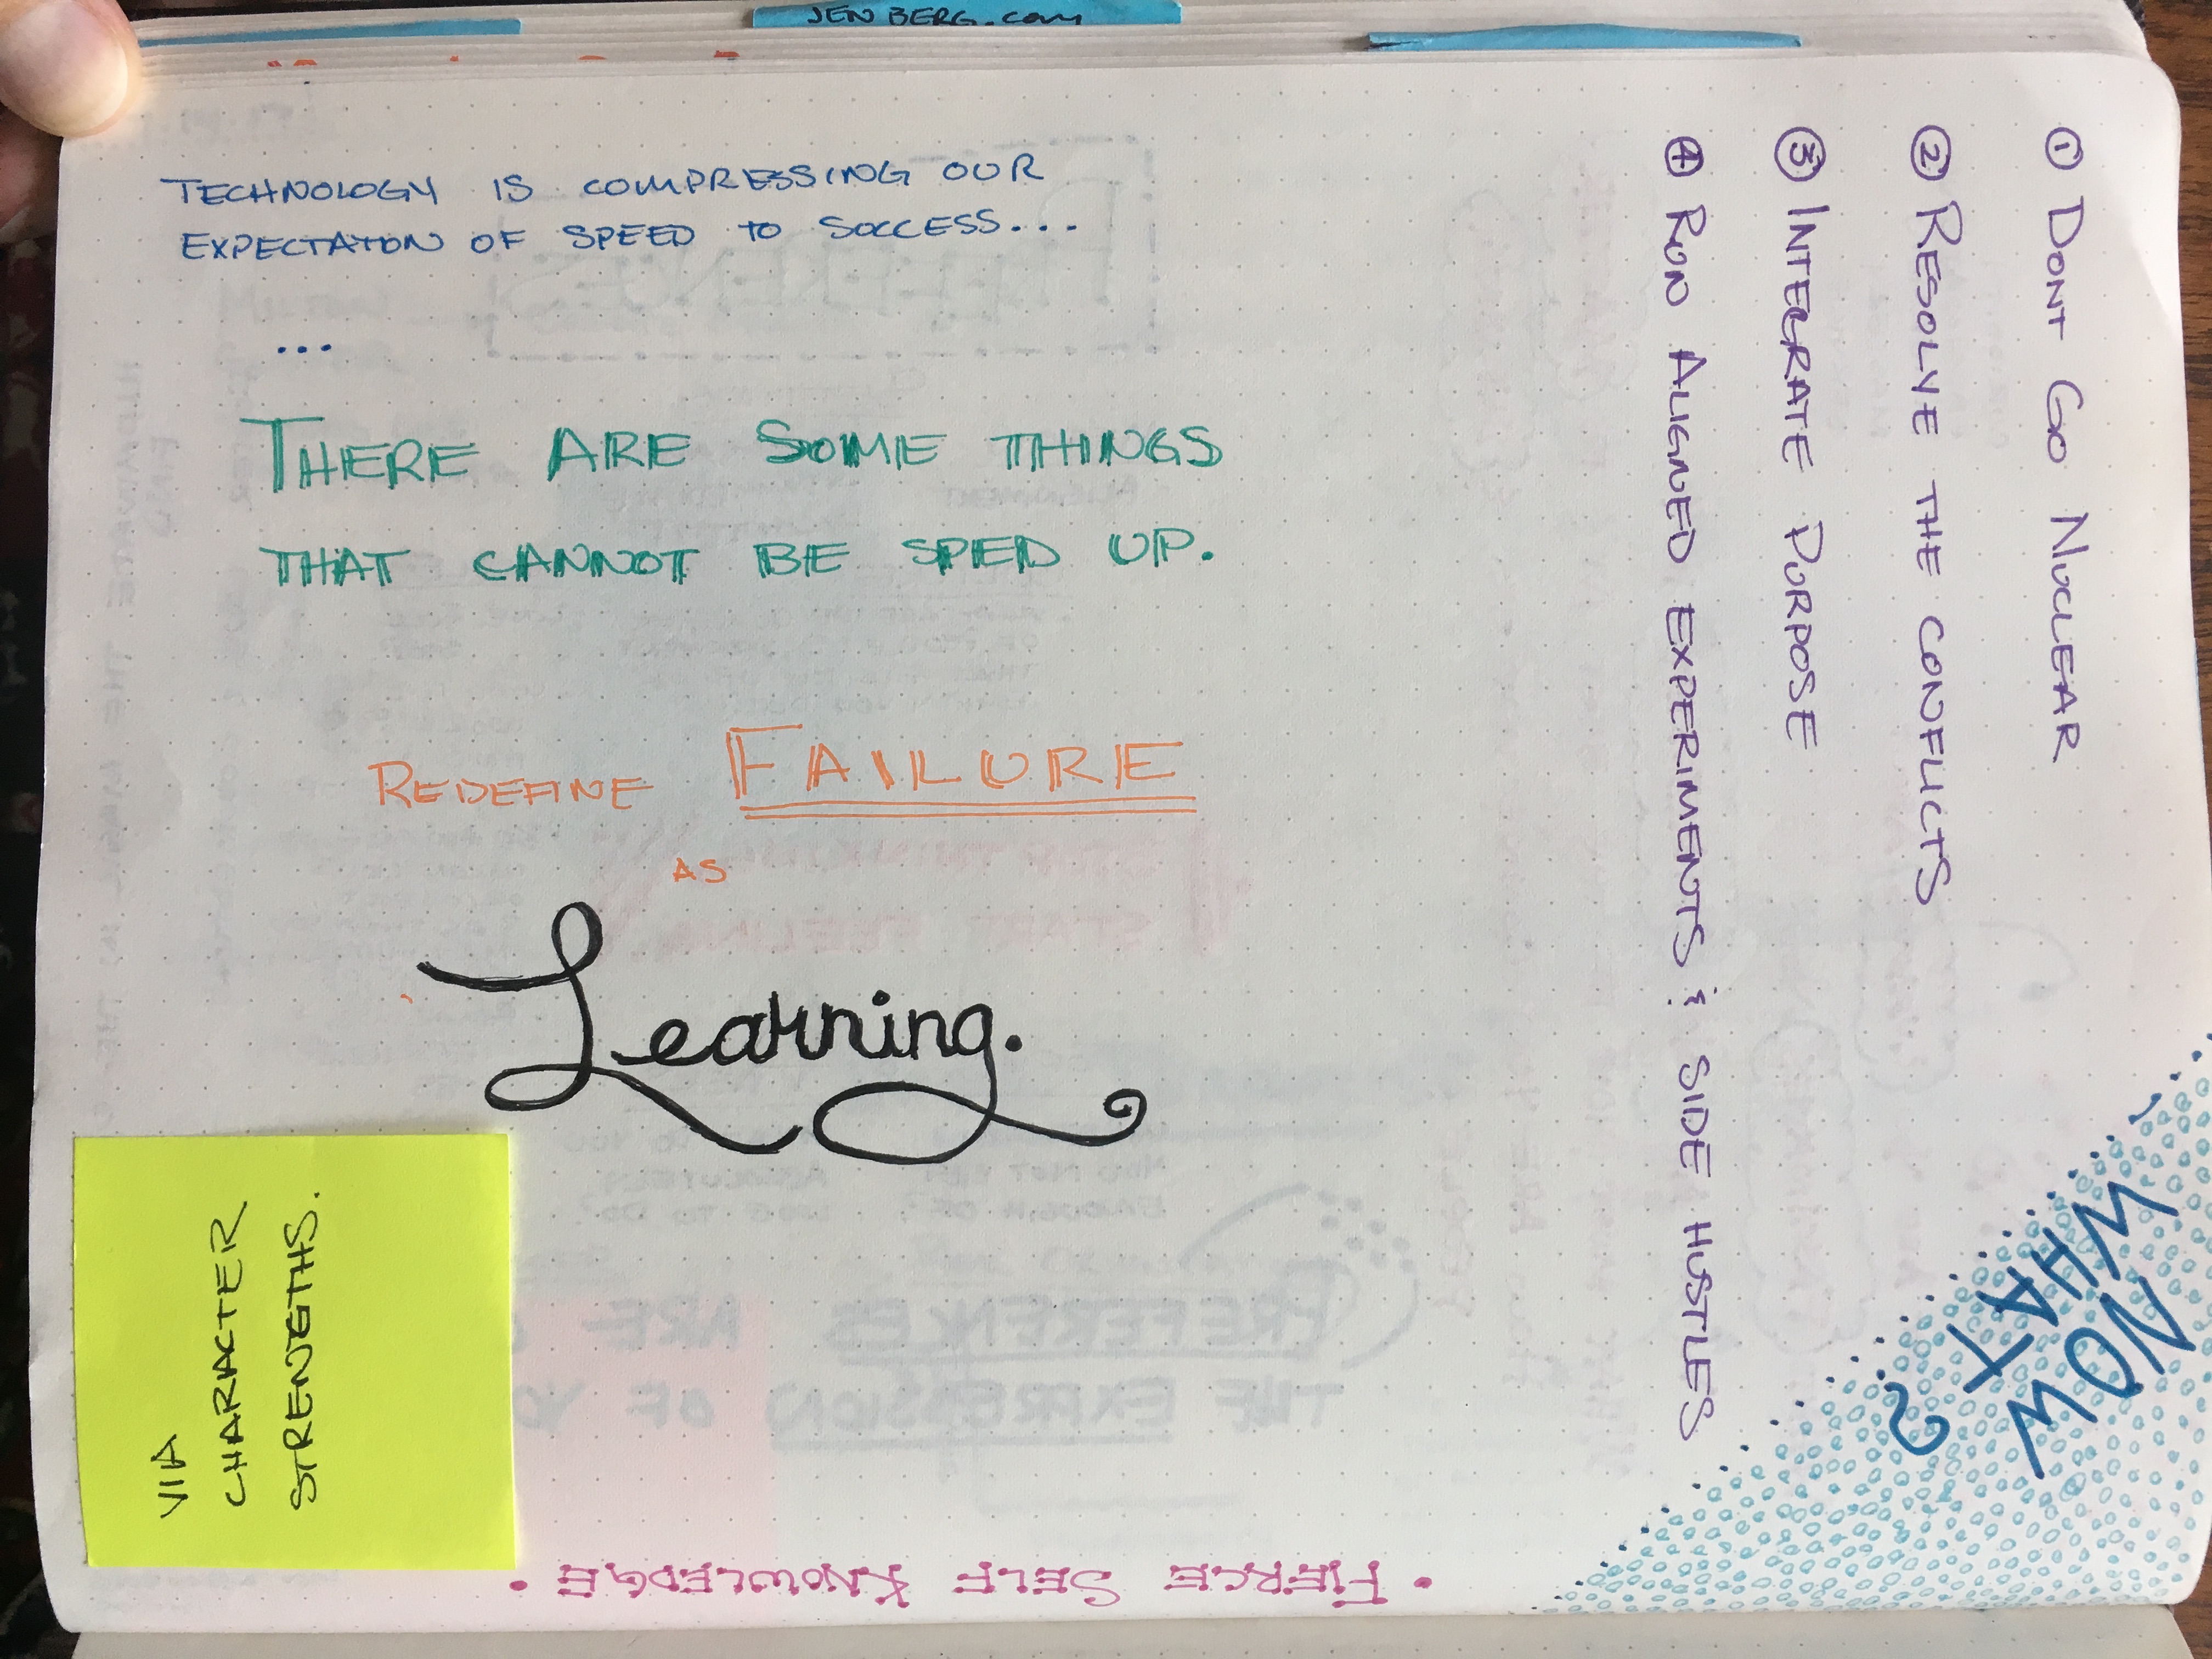 JENBERG.com
TECHNOLOGY IS COMPRESSING OUR
EXPECTATION OF SPEED TO SUCCESS...
...
THERE ARE SOME THINGS
THAT CANNOT BE SPED UP.
REDEFINE FAILURE
AS
Learning.
VIA
CHARACTER
STRENGTHS.
① DONT GO NUCLEAR
② RESOLVE THE CONFLICTS
③ INTEGRATE PURPOSE
④ RUN ALIGNED EXPERIMENTS & SIDE HUSTLES
NOW
WHAT
?
• FIERCE SELF KNOWLEDGE •